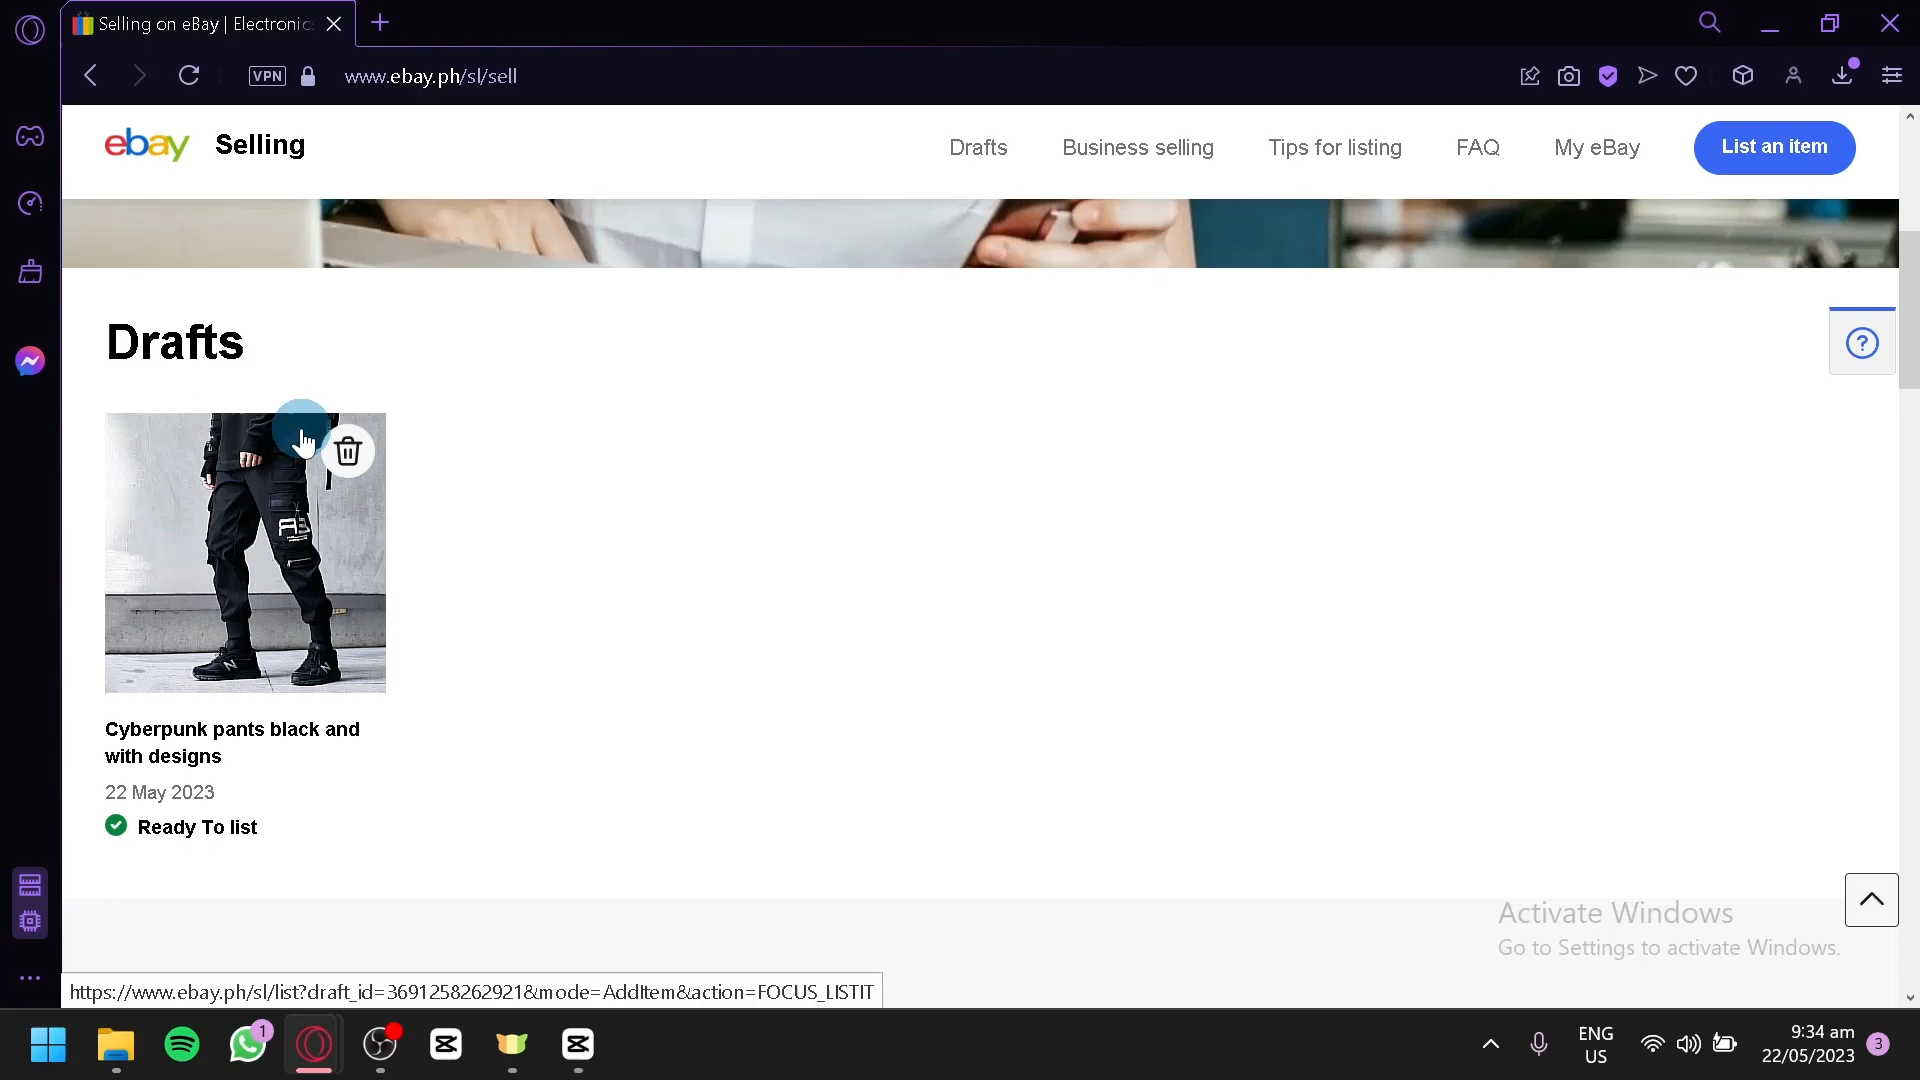 Selling on eBay | Electronic
VPN
www.ebay.ph/sl/sell
ebay Selling
Drafts Business selling Tips for listing FAQ My eBay List an item
Drafts
Cyberpunk pants black and
with designs
22 May 2023
Ready To list
Activate Windows
Go to Settings to activate Windows.
https://www.ebay.ph/sl/list?draft_id=3691258262921&mode=AddItem&action=FOCUS_LISTIT
1
ENG
US
9:34 am
22/05/2023
3